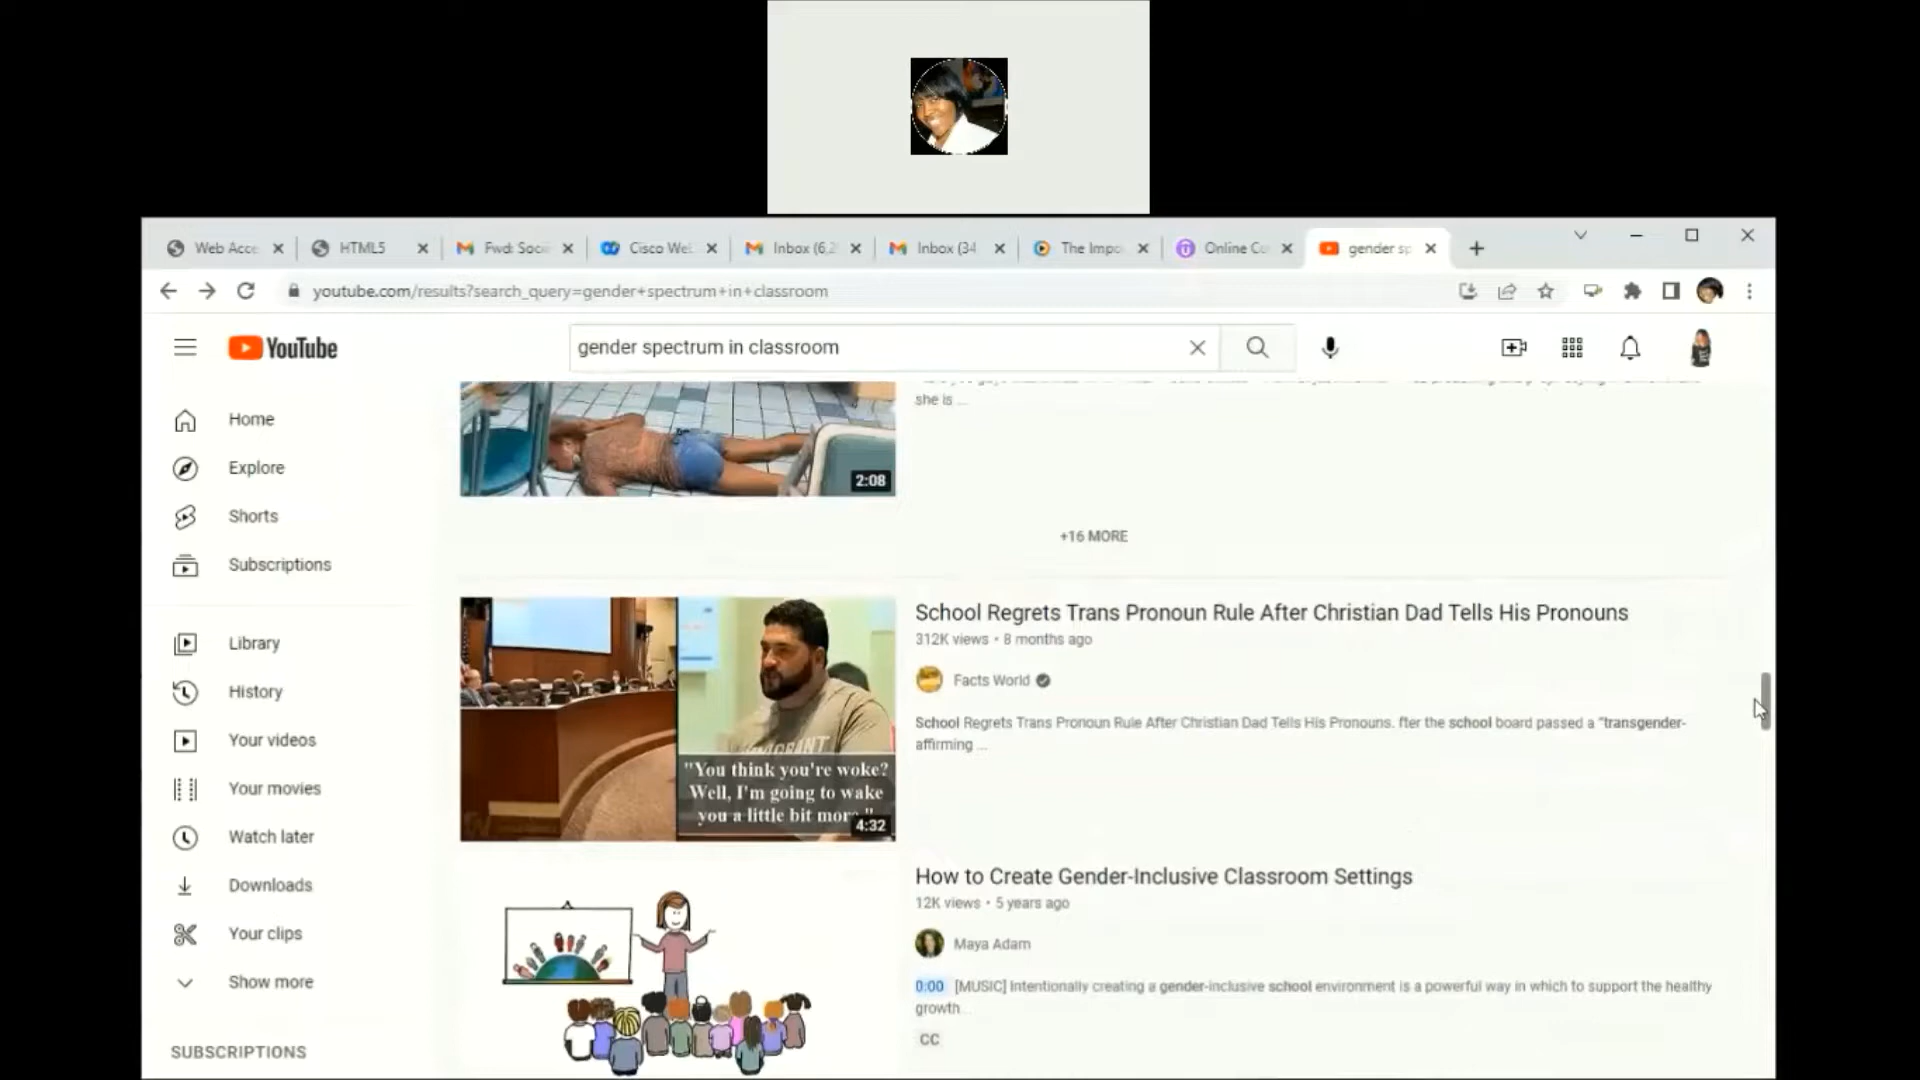 Web Acce
HTML5
Fwd: Soci
Cisco We
Inbox (6,2
Inbox (34
The Impo
Online Co
gender sp
youtube.com/results?search_query=gender+spectrum+in+classroom
YouTube
gender spectrum in classroom
Home
Explore
Shorts
Subscriptions
Library
History
Your videos
Your movies
Watch later
Downloads
Your clips
Show more
SUBSCRIPTIONS
she is ...
2:08
+16 MORE
School Regrets Trans Pronoun Rule After Christian Dad Tells His Pronouns
312K views • 8 months ago
Facts World
School Regrets Trans Pronoun Rule After Christian Dad Tells His Pronouns. fter the school board passed a "transgender-
affirming ...
"You think you're woke?
Well, I'm going to wake
you a little bit more."
4:32
How to Create Gender-Inclusive Classroom Settings
12K views • 5 years ago
Maya Adam
0:00 [MUSIC] Intentionally creating a gender-inclusive school environment is a powerful way in which to support the healthy
growth...
CC